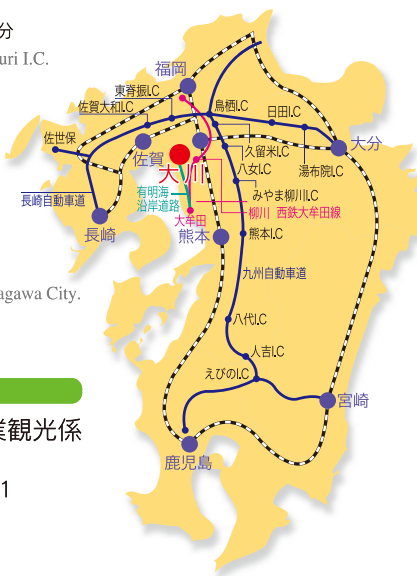 分
uri I.C.
福岡
東脊振I.C
佐賀大和I.C
鳥栖I.C
日田I.C
佐世保
佐賀
大川
久留米I.C
大分
八女I.C
湯布院I.C
有明海
沿岸道路
みやま柳川I.C
長崎自動車道
大牟田
柳川 西鉄大牟田線
長崎
熊本
熊本I.C
九州自動車道
agawa City.
八代I.C
人吉I.C
えびのI.C
宮崎
業観光係
鹿児島
1